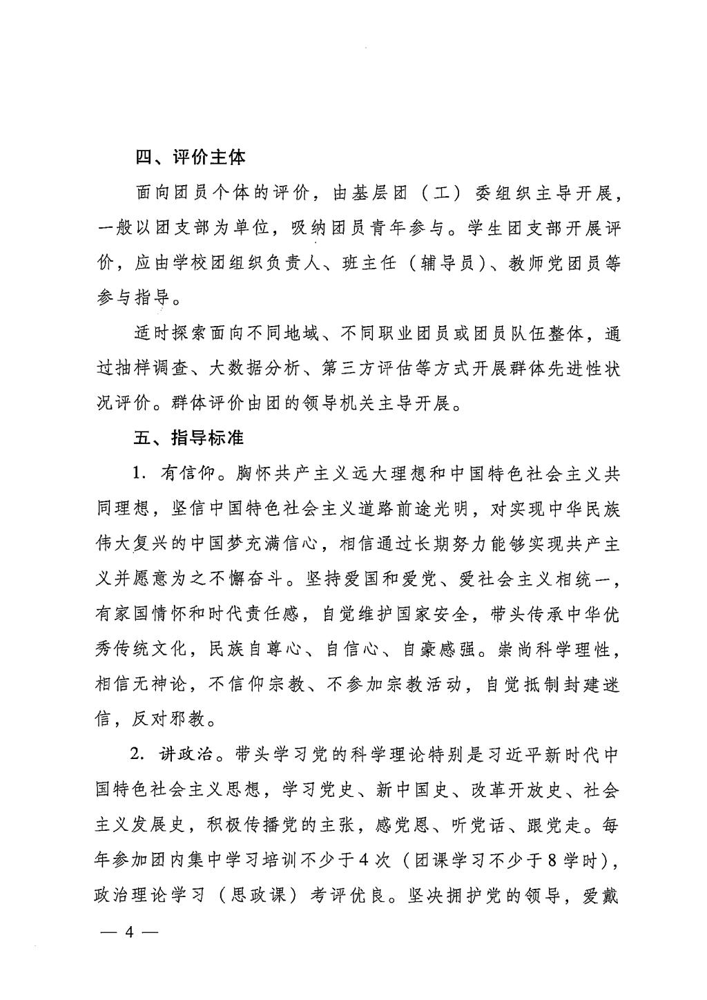 四、评价主体
面向团员个体的评价，由基层团（工）委组织主导开展，
一般以团支部为单位，吸纳团员青年参与。学生团支部开展评
价，应由学校团组织负责人、班主任（辅导员）、教师党团员等
参与指导。
适时探索面向不同地域、不同职业团员或团员队伍整体，通
过抽样调查、大数据分析、第三方评估等方式开展群体先进性状
况评价。群体评价由团的领导机关主导开展。
五、指导标准
1. 有信仰。胸怀共产主义远大理想和中国特色社会主义共
同理想，坚信中国特色社会主义道路前途光明，对实现中华民族
伟大复兴的中国梦充满信心，相信通过长期努力能够实现共产主
义并愿意为之不懈奋斗。坚持爱国和爱党、爱社会主义相统一，
有家国情怀和时代责任感，自觉维护国家安全，带头传承中华优
秀传统文化，民族自尊心、自信心、自豪感强。崇尚科学理性，
相信无神论，不信仰宗教、不参加宗教活动，自觉抵制封建迷
信，反对邪教。
2. 讲政治。带头学习党的科学理论特别是习近平新时代中
国特色社会主义思想，学习党史、新中国史、改革开放史、社会
主义发展史，积极传播党的主张，感党恩、听党话、跟党走。每
年参加团内集中学习培训不少于4次（团课学习不少于8学时），
政治理论学习（思政课）考评优良。坚决拥护党的领导，爱戴
— 4 —